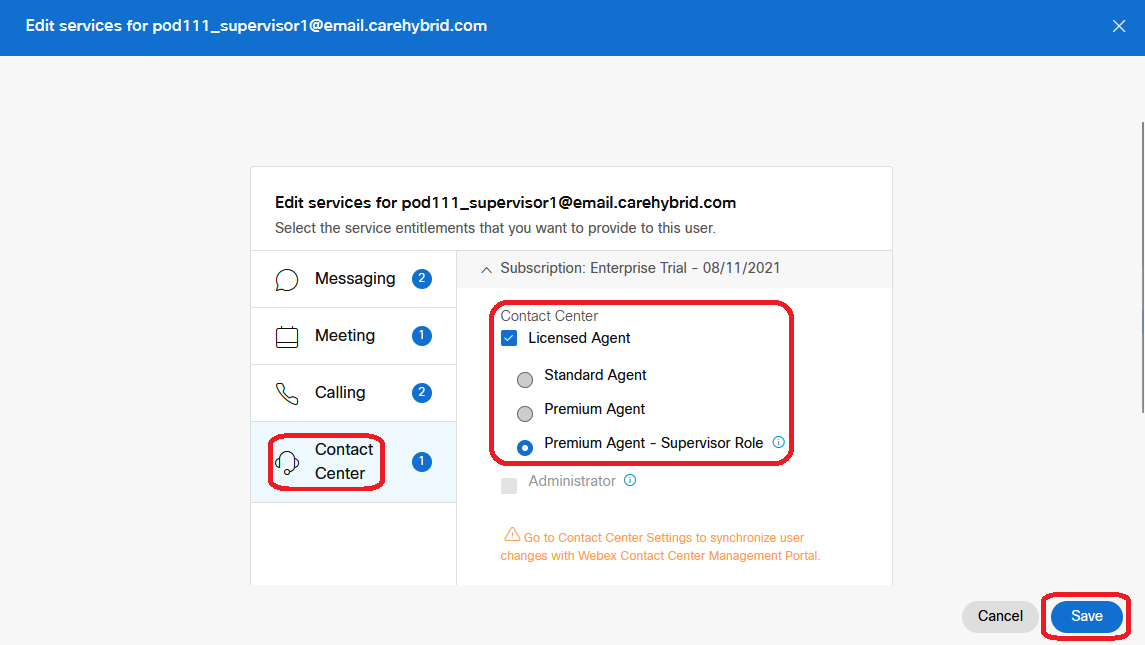 Edit services for pod111_supervisor1@email.carehybrid.com
Edit services for pod111_supervisor1@email.carehybrid.com
Select the service entitlements that you want to provide to this user.
Messaging 2
Meeting 1
Calling 2
Contact
Center 1
Subscription: Enterprise Trial - 08/11/2021
Contact Center
Licensed Agent
Standard Agent
Premium Agent
Premium Agent - Supervisor Role
Administrator
Go to Contact Center Settings to synchronize user
changes with Webex Contact Center Management Portal.
Cancel Save